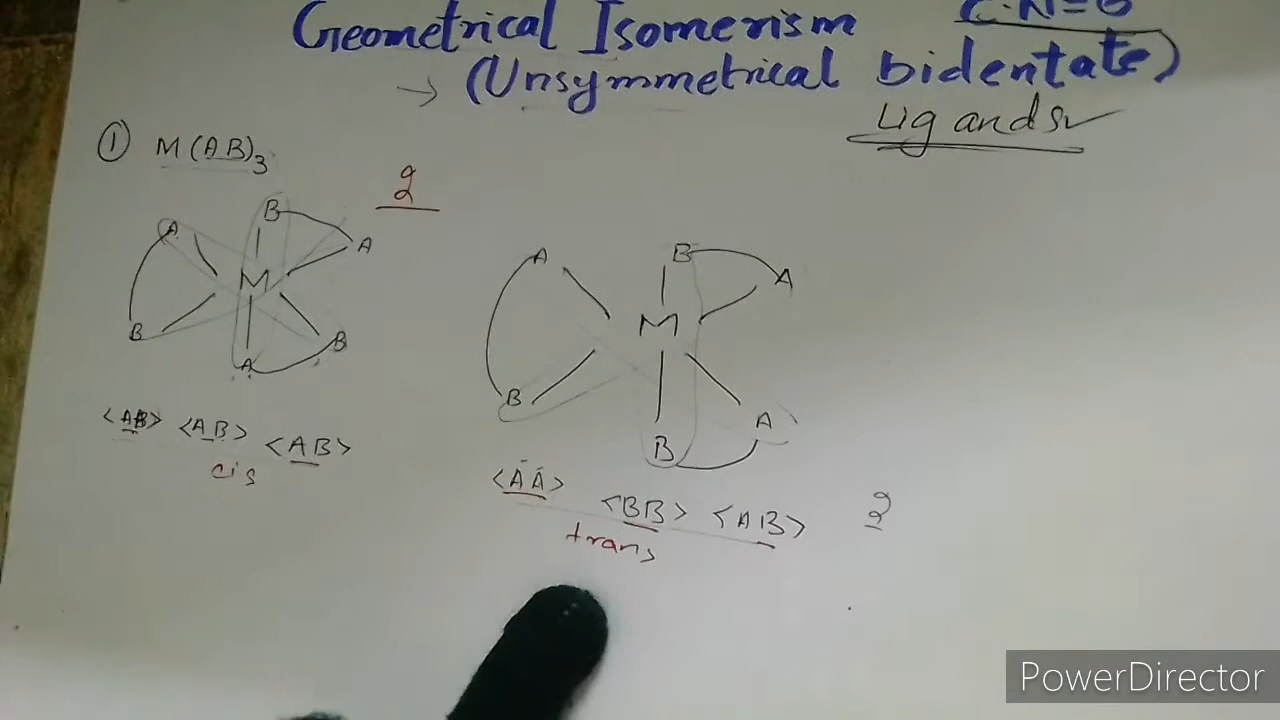 Geometrical Isomerism C.N=6
→ (Unsymmetrical bidentate)
Ligands
① M(AB)3
2
B
A
A
M
B
B
A
<AB> <AB> <AB>
cis
A
B
A
M
B
A
B
<AA> <BB> <AB> 2
trans
PowerDirector